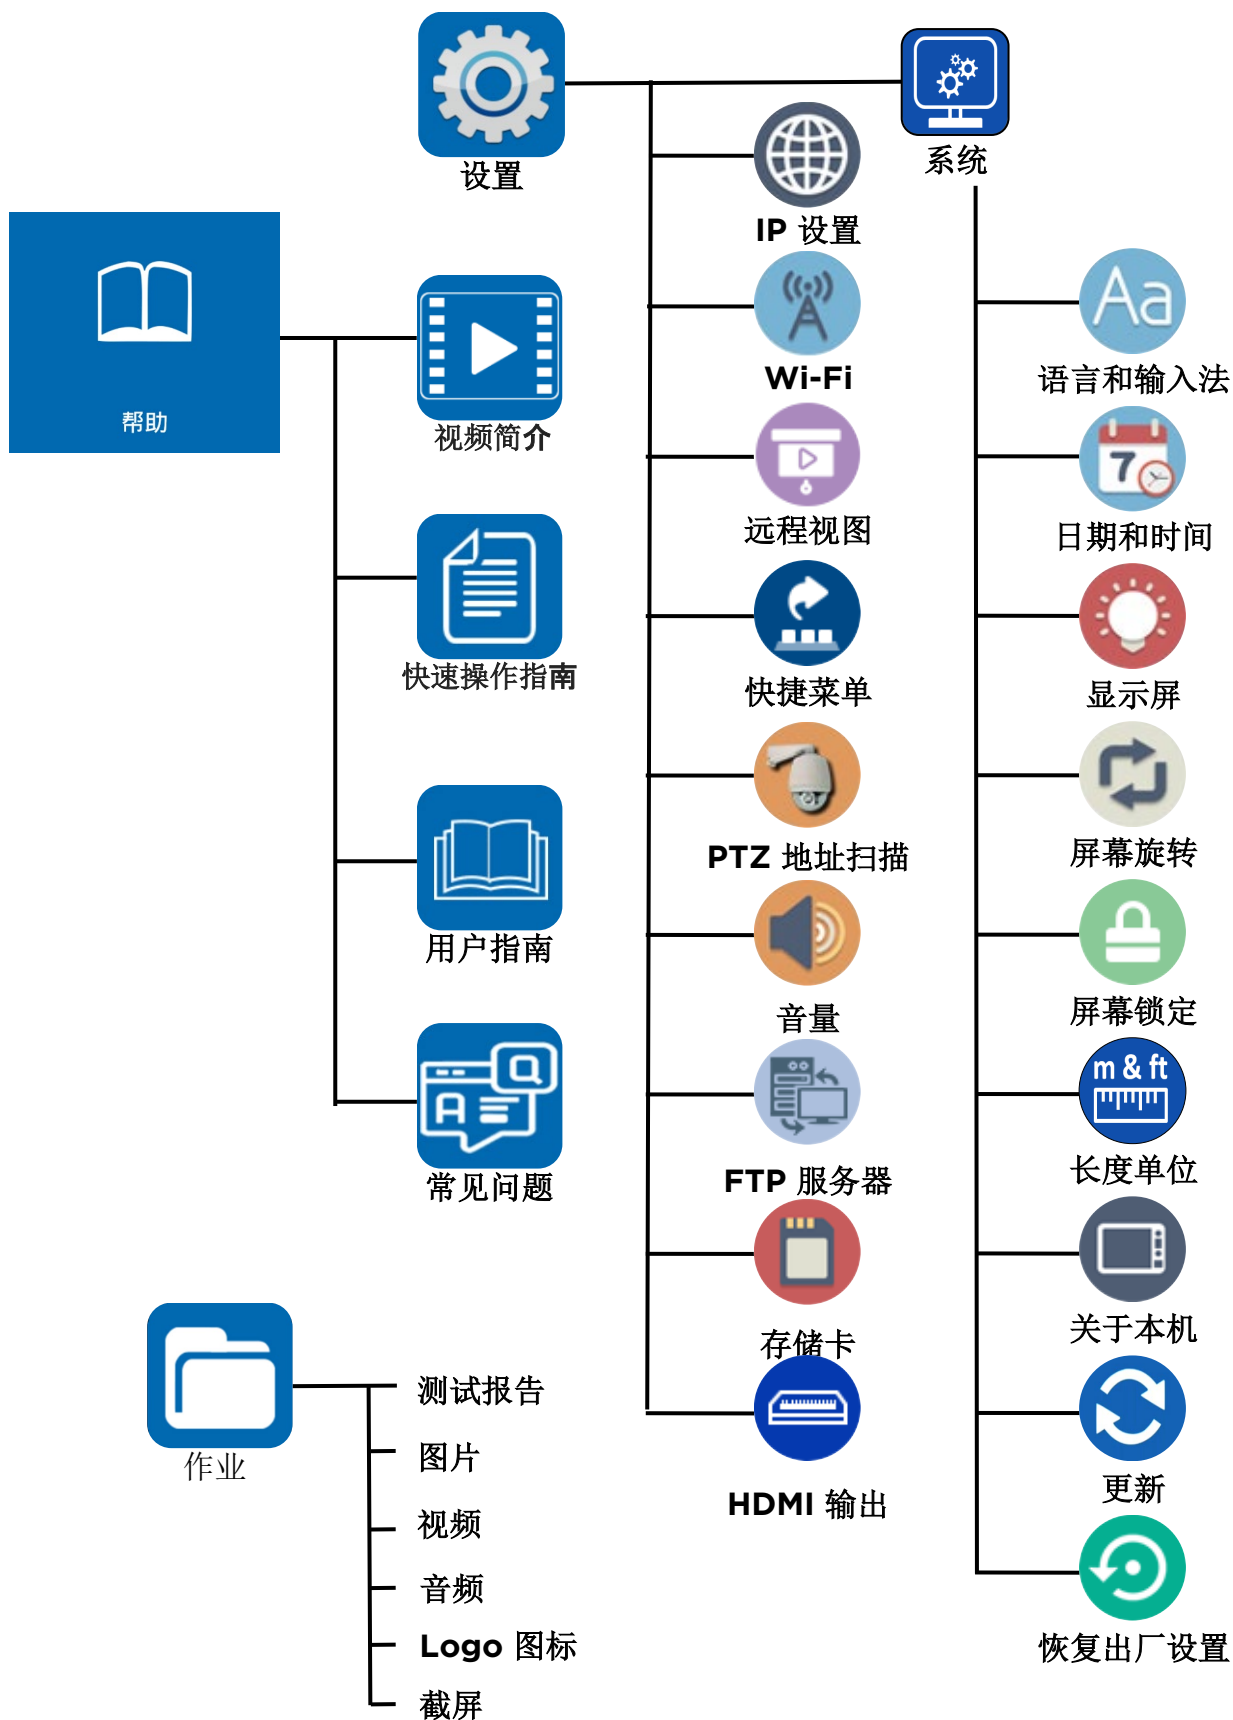 设置
帮助
视频简介
快速操作指南
用户指南
常见问题
作业
测试报告
图片
视频
音频
Logo 图标
截屏
IP 设置
Wi-Fi
远程视图
快捷菜单
PTZ 地址扫描
音量
FTP 服务器
存储卡
HDMI 输出
系统
Aa
语言和输入法
7
日期和时间
显示屏
屏幕旋转
屏幕锁定
m & ft
长度单位
关于本机
更新
恢复出厂设置
Q
A